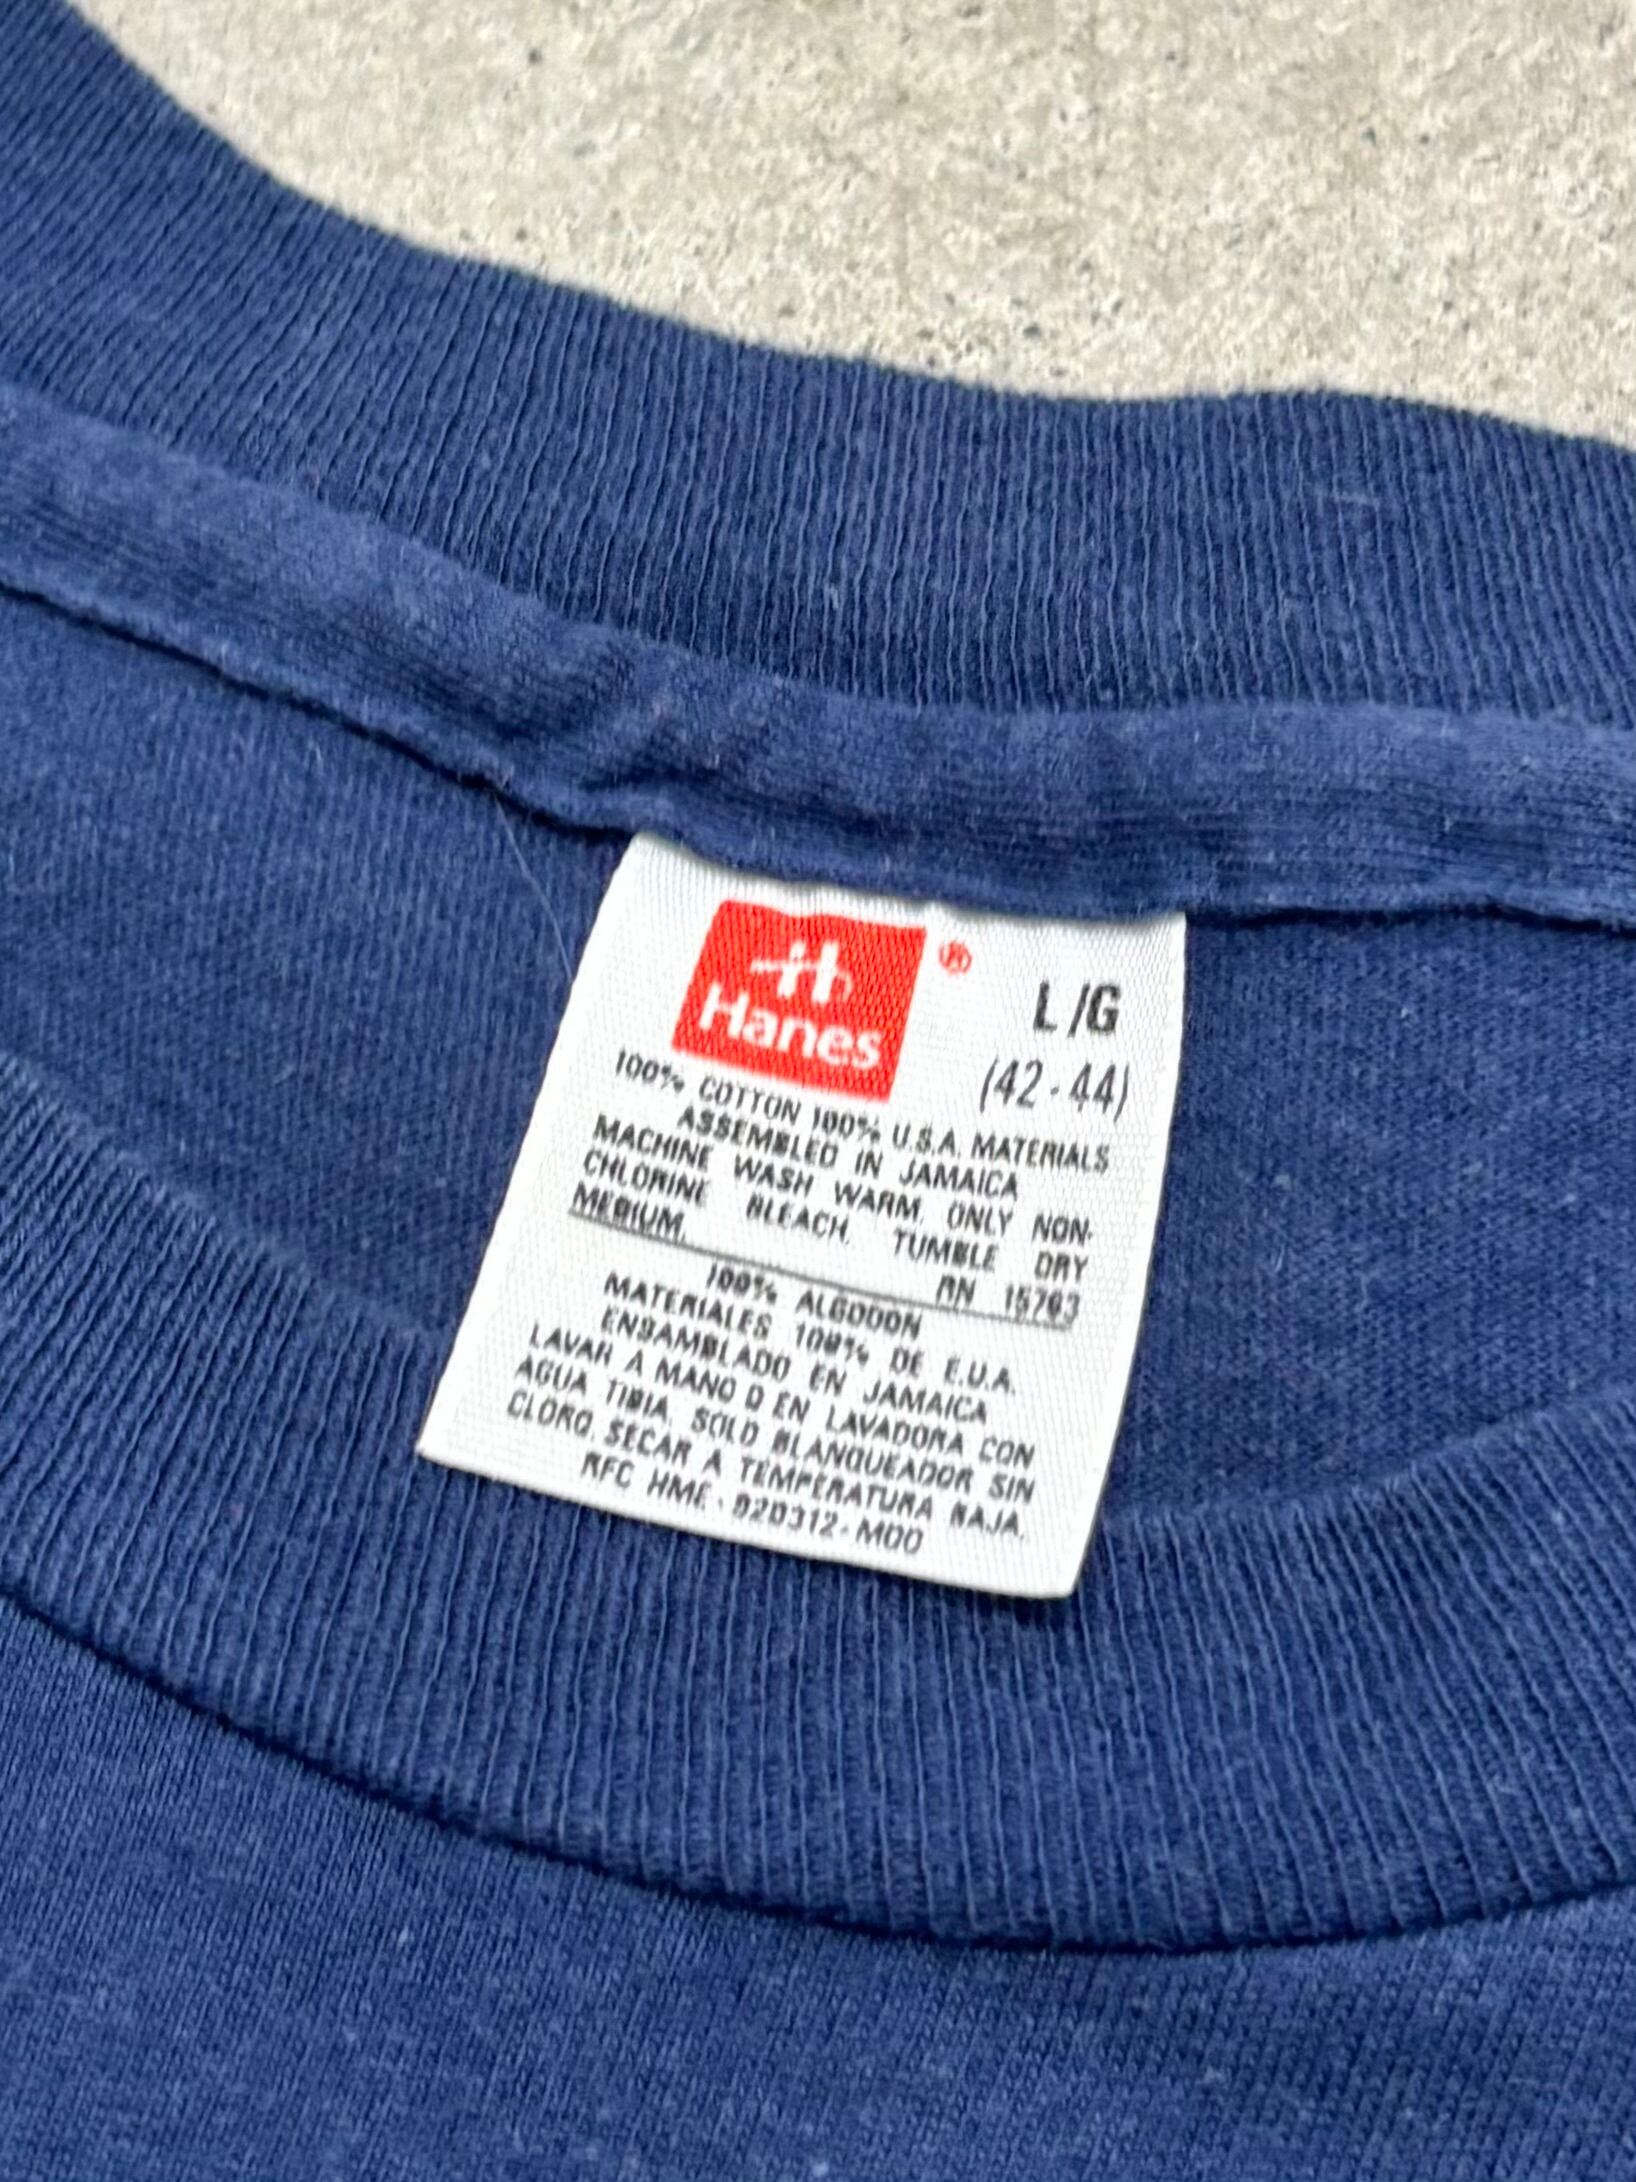 Hanes ®
L/G
(42-44)
100% COTTON 100% U.S.A. MATERIALS
ASSEMBLED IN JAMAICA
MACHINE WASH WARM, ONLY NON-
CHLORINE BLEACH, TUMBLE DRY
MEDIUM. RN 15763
100% ALGODON
MATERIALES 100% DE E.U.A.
ENSAMBLADO EN JAMAICA
LAVAR A MANO O EN LAVADORA CON
AGUA TIBIA, SOLO BLANQUEADOR SIN
CLORO, SECAR A TEMPERATURA BAJA.
RFC HME-920312-MOO